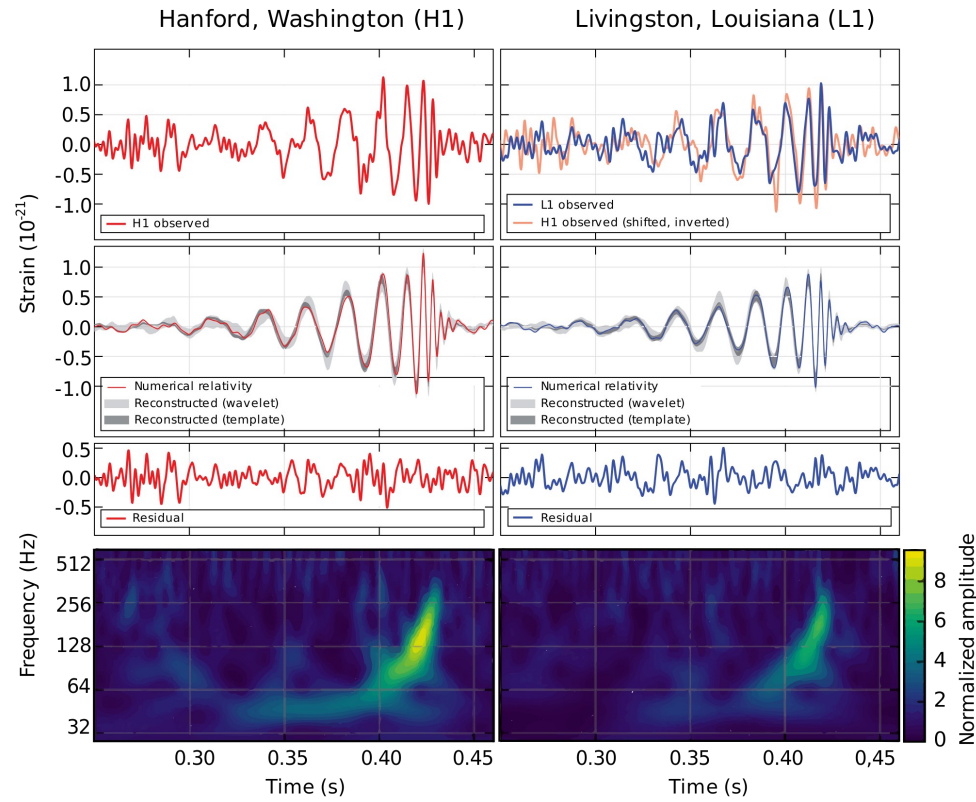 Hanford, Washington (H1)
Livingston, Louisiana (L1)
Strain (10⁻²¹)
1.0
0.5
0.0
-0.5
-1.0
H1 observed
L1 observed
H1 observed (shifted, inverted)
1.0
0.5
0.0
-0.5
-1.0
Numerical relativity
Reconstructed (wavelet)
Reconstructed (template)
Numerical relativity
Reconstructed (wavelet)
Reconstructed (template)
0.5
0.0
-0.5
Residual
Residual
Frequency (Hz)
512
256
128
64
32
0.30 0.35 0.40
Time (s)
0.30 0.35 0.40 0,45
Time (s)
8
6
4
2
0
Normalized amplitude